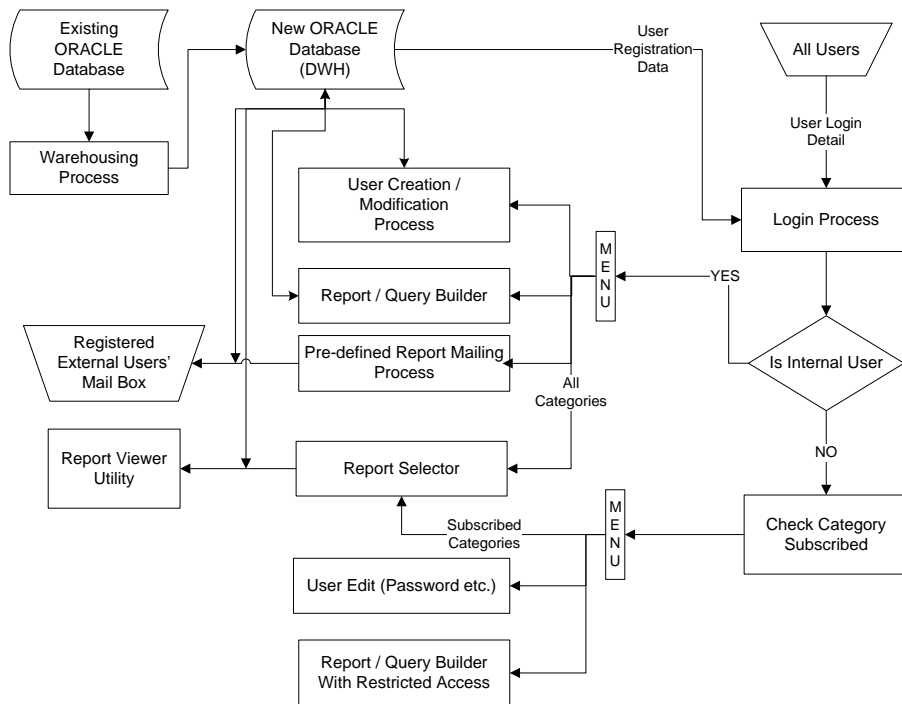 Existing
ORACLE
Database
New ORACLE
Database
(DWH)
User
Registration
Data
All Users
User Login
Detail
Warehousing
Process
User Creation /
Modification
Process
Login Process
M
E
N
U
YES
Report / Query Builder
Registered
External Users'
Mail Box
Pre-defined Report Mailing
Process
Is Internal User
All
Categories
NO
Report Viewer
Utility
Report Selector
Subscribed
Categories
M
E
N
U
Check Category
Subscribed
User Edit (Password etc.)
Report / Query Builder
With Restricted Access